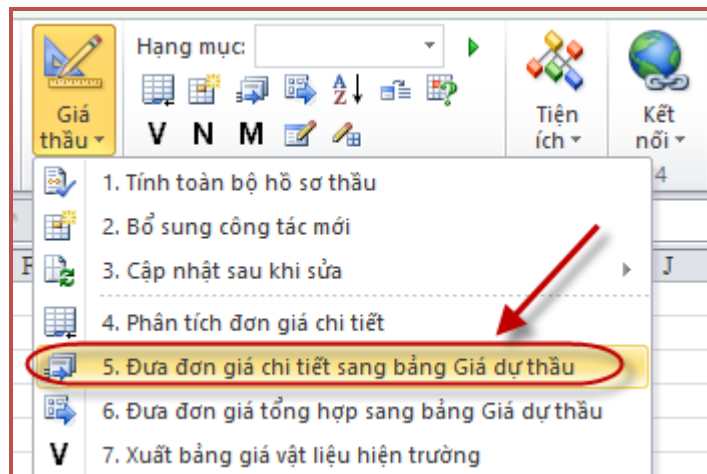 Hạng mục:
Giá thầu
V N M
Tiện ích
Kết nối
4
F
J
1. Tính toàn bộ hồ sơ thầu
2. Bổ sung công tác mới
3. Cập nhật sau khi sửa
4. Phân tích đơn giá chi tiết
5. Đưa đơn giá chi tiết sang bảng Giá dự thầu
6. Đưa đơn giá tổng hợp sang bảng Giá dự thầu
V 7. Xuất bảng giá vật liệu hiện trường